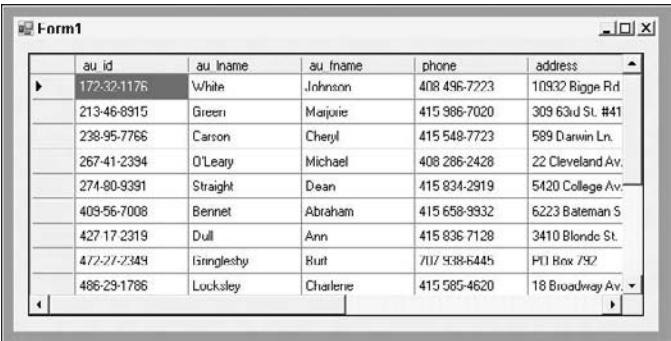 Form1
au_id au_lname au_fname phone address
172-32-1176 White Johnson 408 496-7223 10932 Bigge Rd
213-46-8915 Green Marjorie 415 986-7020 309 63rd St. #41
238-95-7766 Carson Cheryl 415 548-7723 589 Darwin Ln.
267-41-2394 O'Leary Michael 408 286-2428 22 Cleveland Av.
274-80-9391 Straight Dean 415 834-2919 5420 College Av.
409-56-7008 Bennet Abraham 415 658-9932 6223 Bateman S
427-17-2319 Dull Ann 415 836-7128 3410 Blonde St.
472-27-2349 Gringlesby Burt 707 938-6445 PO Box 792
486-29-1786 Locksley Charlene 415 585-4620 18 Broadway Av.